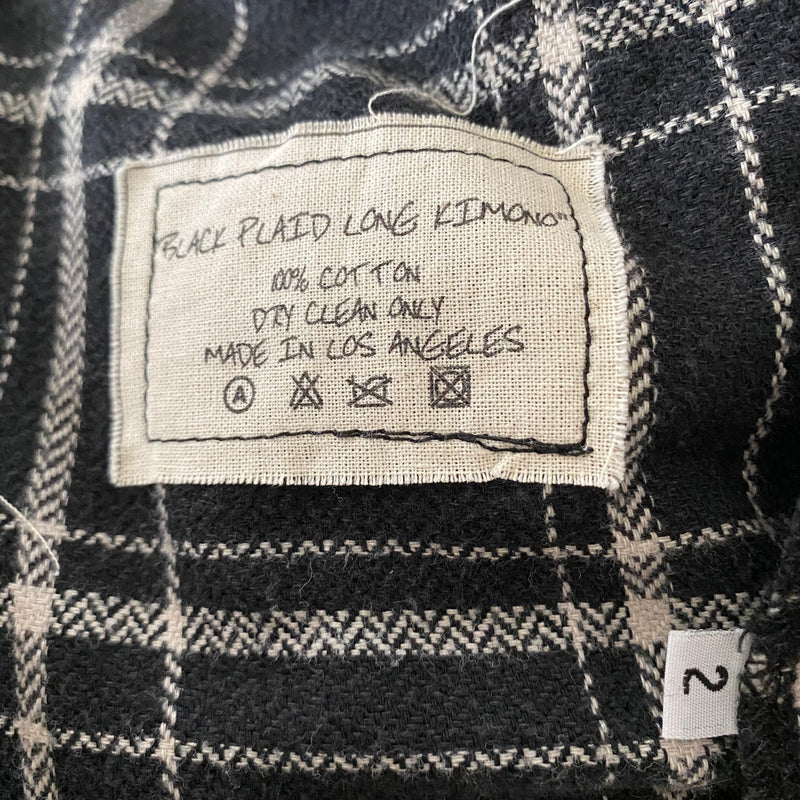 "BLACK PLAID LONG KIMONO"
100% COTTON
DRY CLEAN ONLY
MADE IN LOS ANGELES
A
2